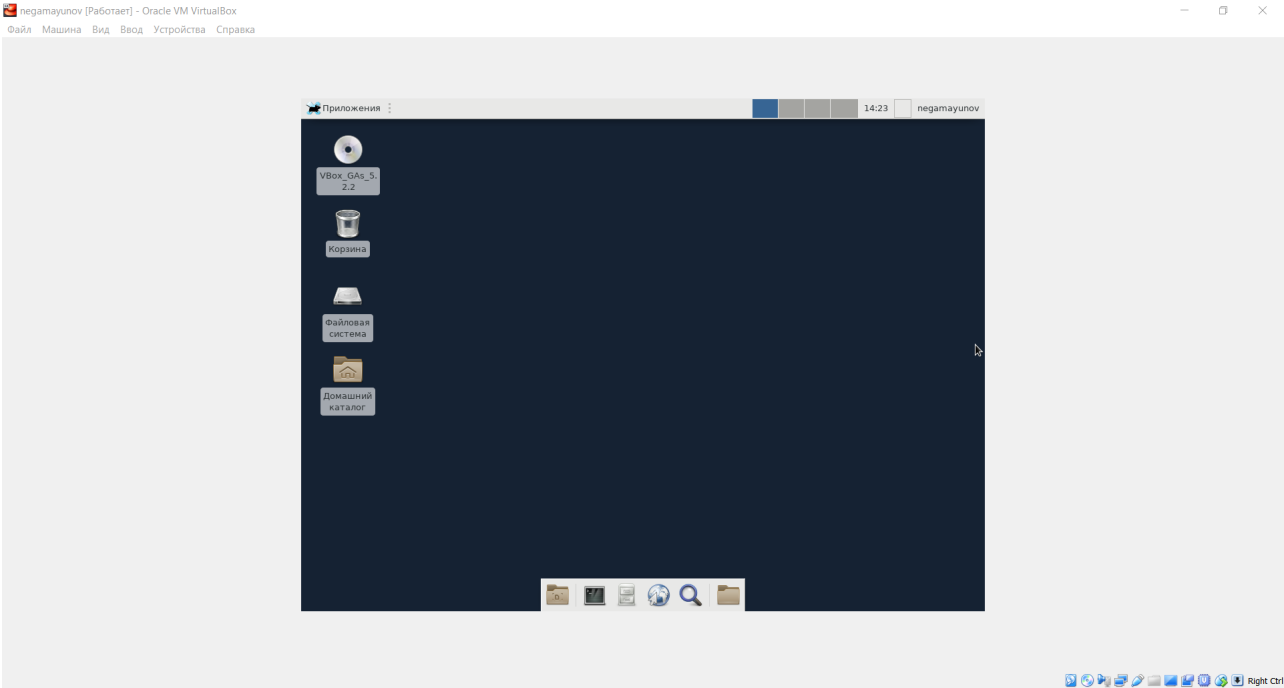 negamayunov [Работает] - Oracle VM VirtualBox
Файл Машина Вид Ввод Устройства Справка
Приложения 14:23 negamayunov
VBox_GAs_5.
2.2
Корзина
Файловая
система
Домашний
каталог
Right Ctrl